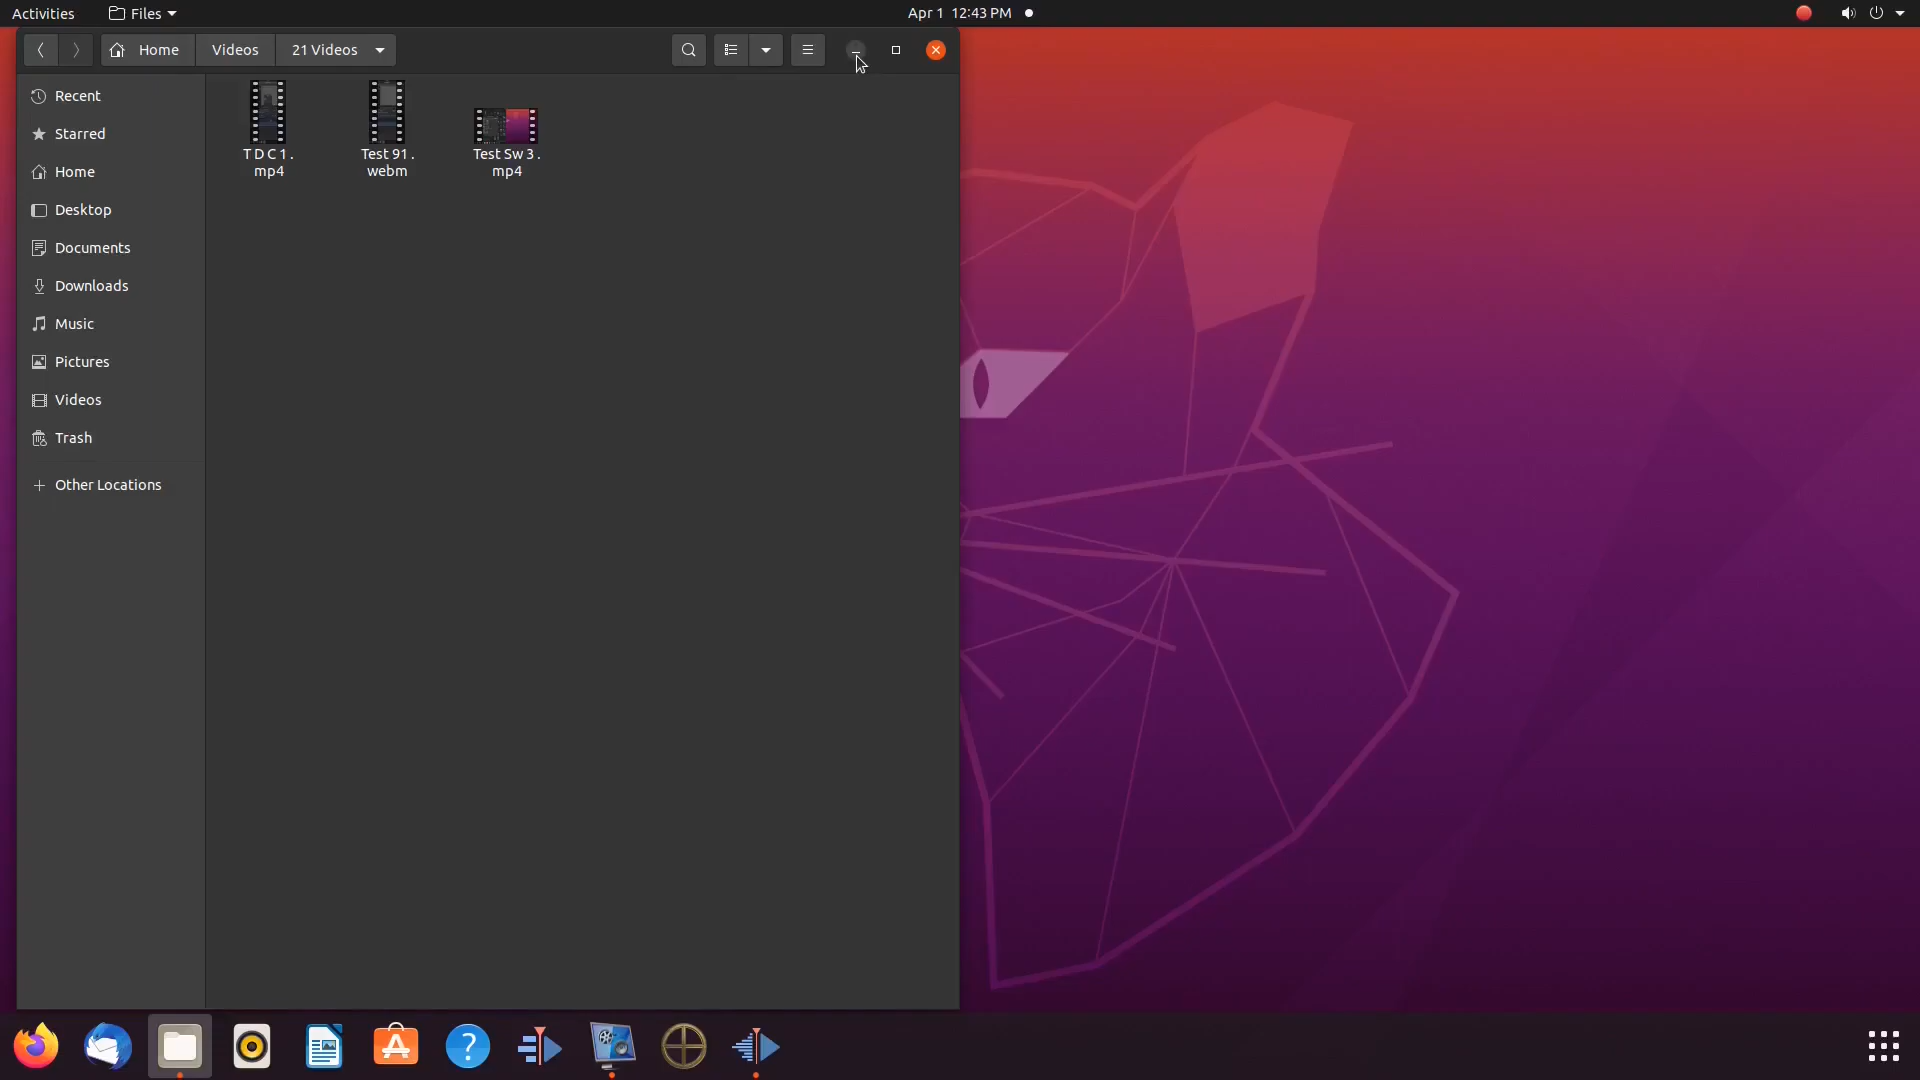 Activities
Files
Apr 1 12:43 PM
Home
Videos
21 Videos
Recent
Starred
Home
Desktop
Documents
Downloads
Music
Pictures
Videos
Trash
Other Locations
T D C 1 .
mp4
Test 91 .
webm
Test Sw 3 .
mp4